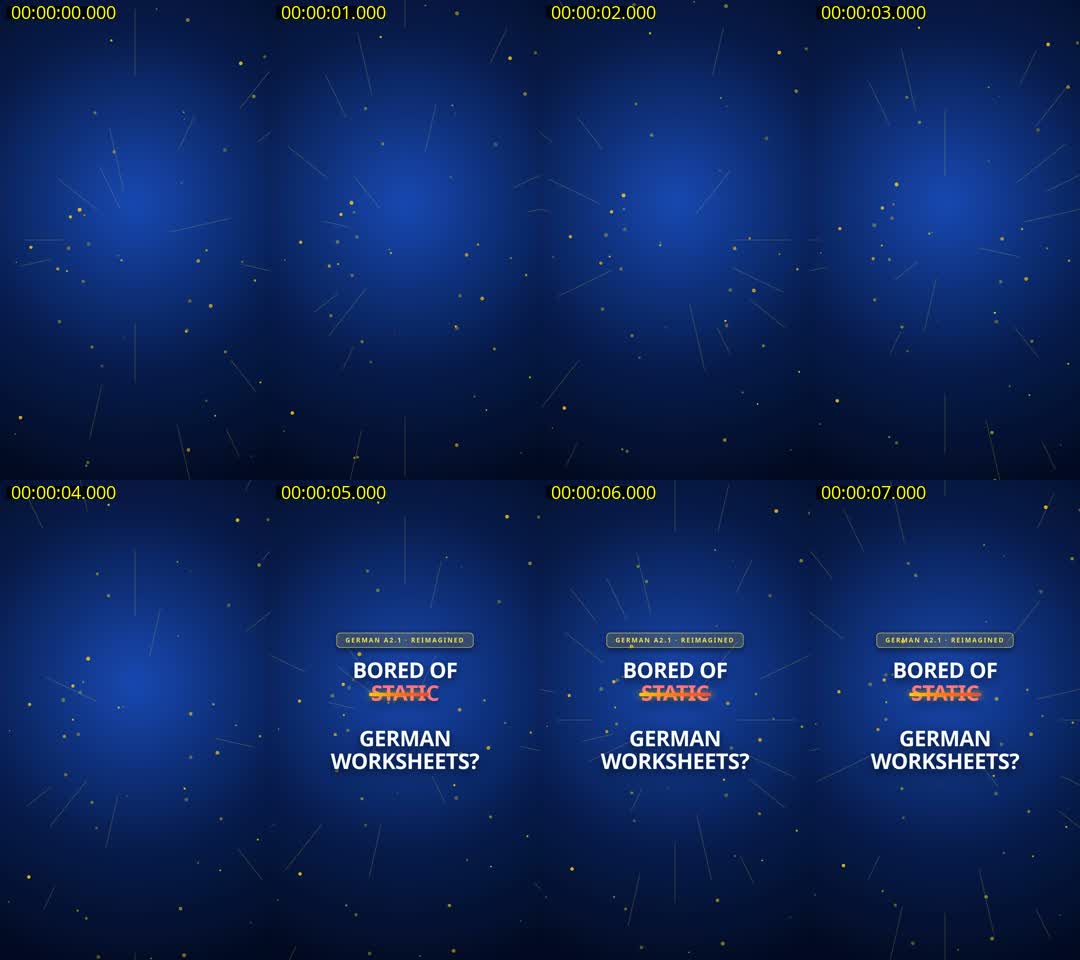 00:00:00.000
00:00:01.000
00:00:02.000
00:00:03.000
00:00:04.000
00:00:05.000
00:00:06.000
00:00:07.000
GERMAN A2.1 · REIMAGINED
BORED OF
STATIC
GERMAN
WORKSHEETS?
GERMAN A2.1 · REIMAGINED
BORED OF
STATIC
GERMAN
WORKSHEETS?
GERMAN A2.1 · REIMAGINED
BORED OF
STATIC
GERMAN
WORKSHEETS?